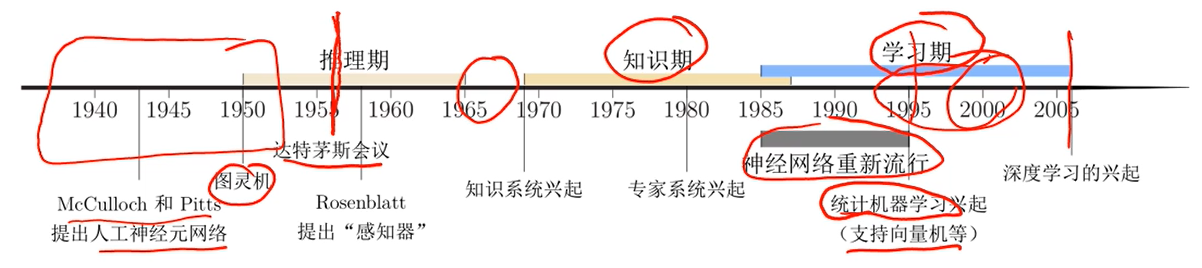 推理期
知识期
学习期
1940 1945 1950 1955 1960 1965 1970 1975 1980 1985 1990 1995 2000 2005
达特茅斯会议
神经网络重新流行
图灵机
知识系统兴起
专家系统兴起
深度学习的兴起
McCulloch 和 Pitts
提出人工神经元网络
Rosenblatt
提出“感知器”
统计机器学习兴起
（支持向量机等）